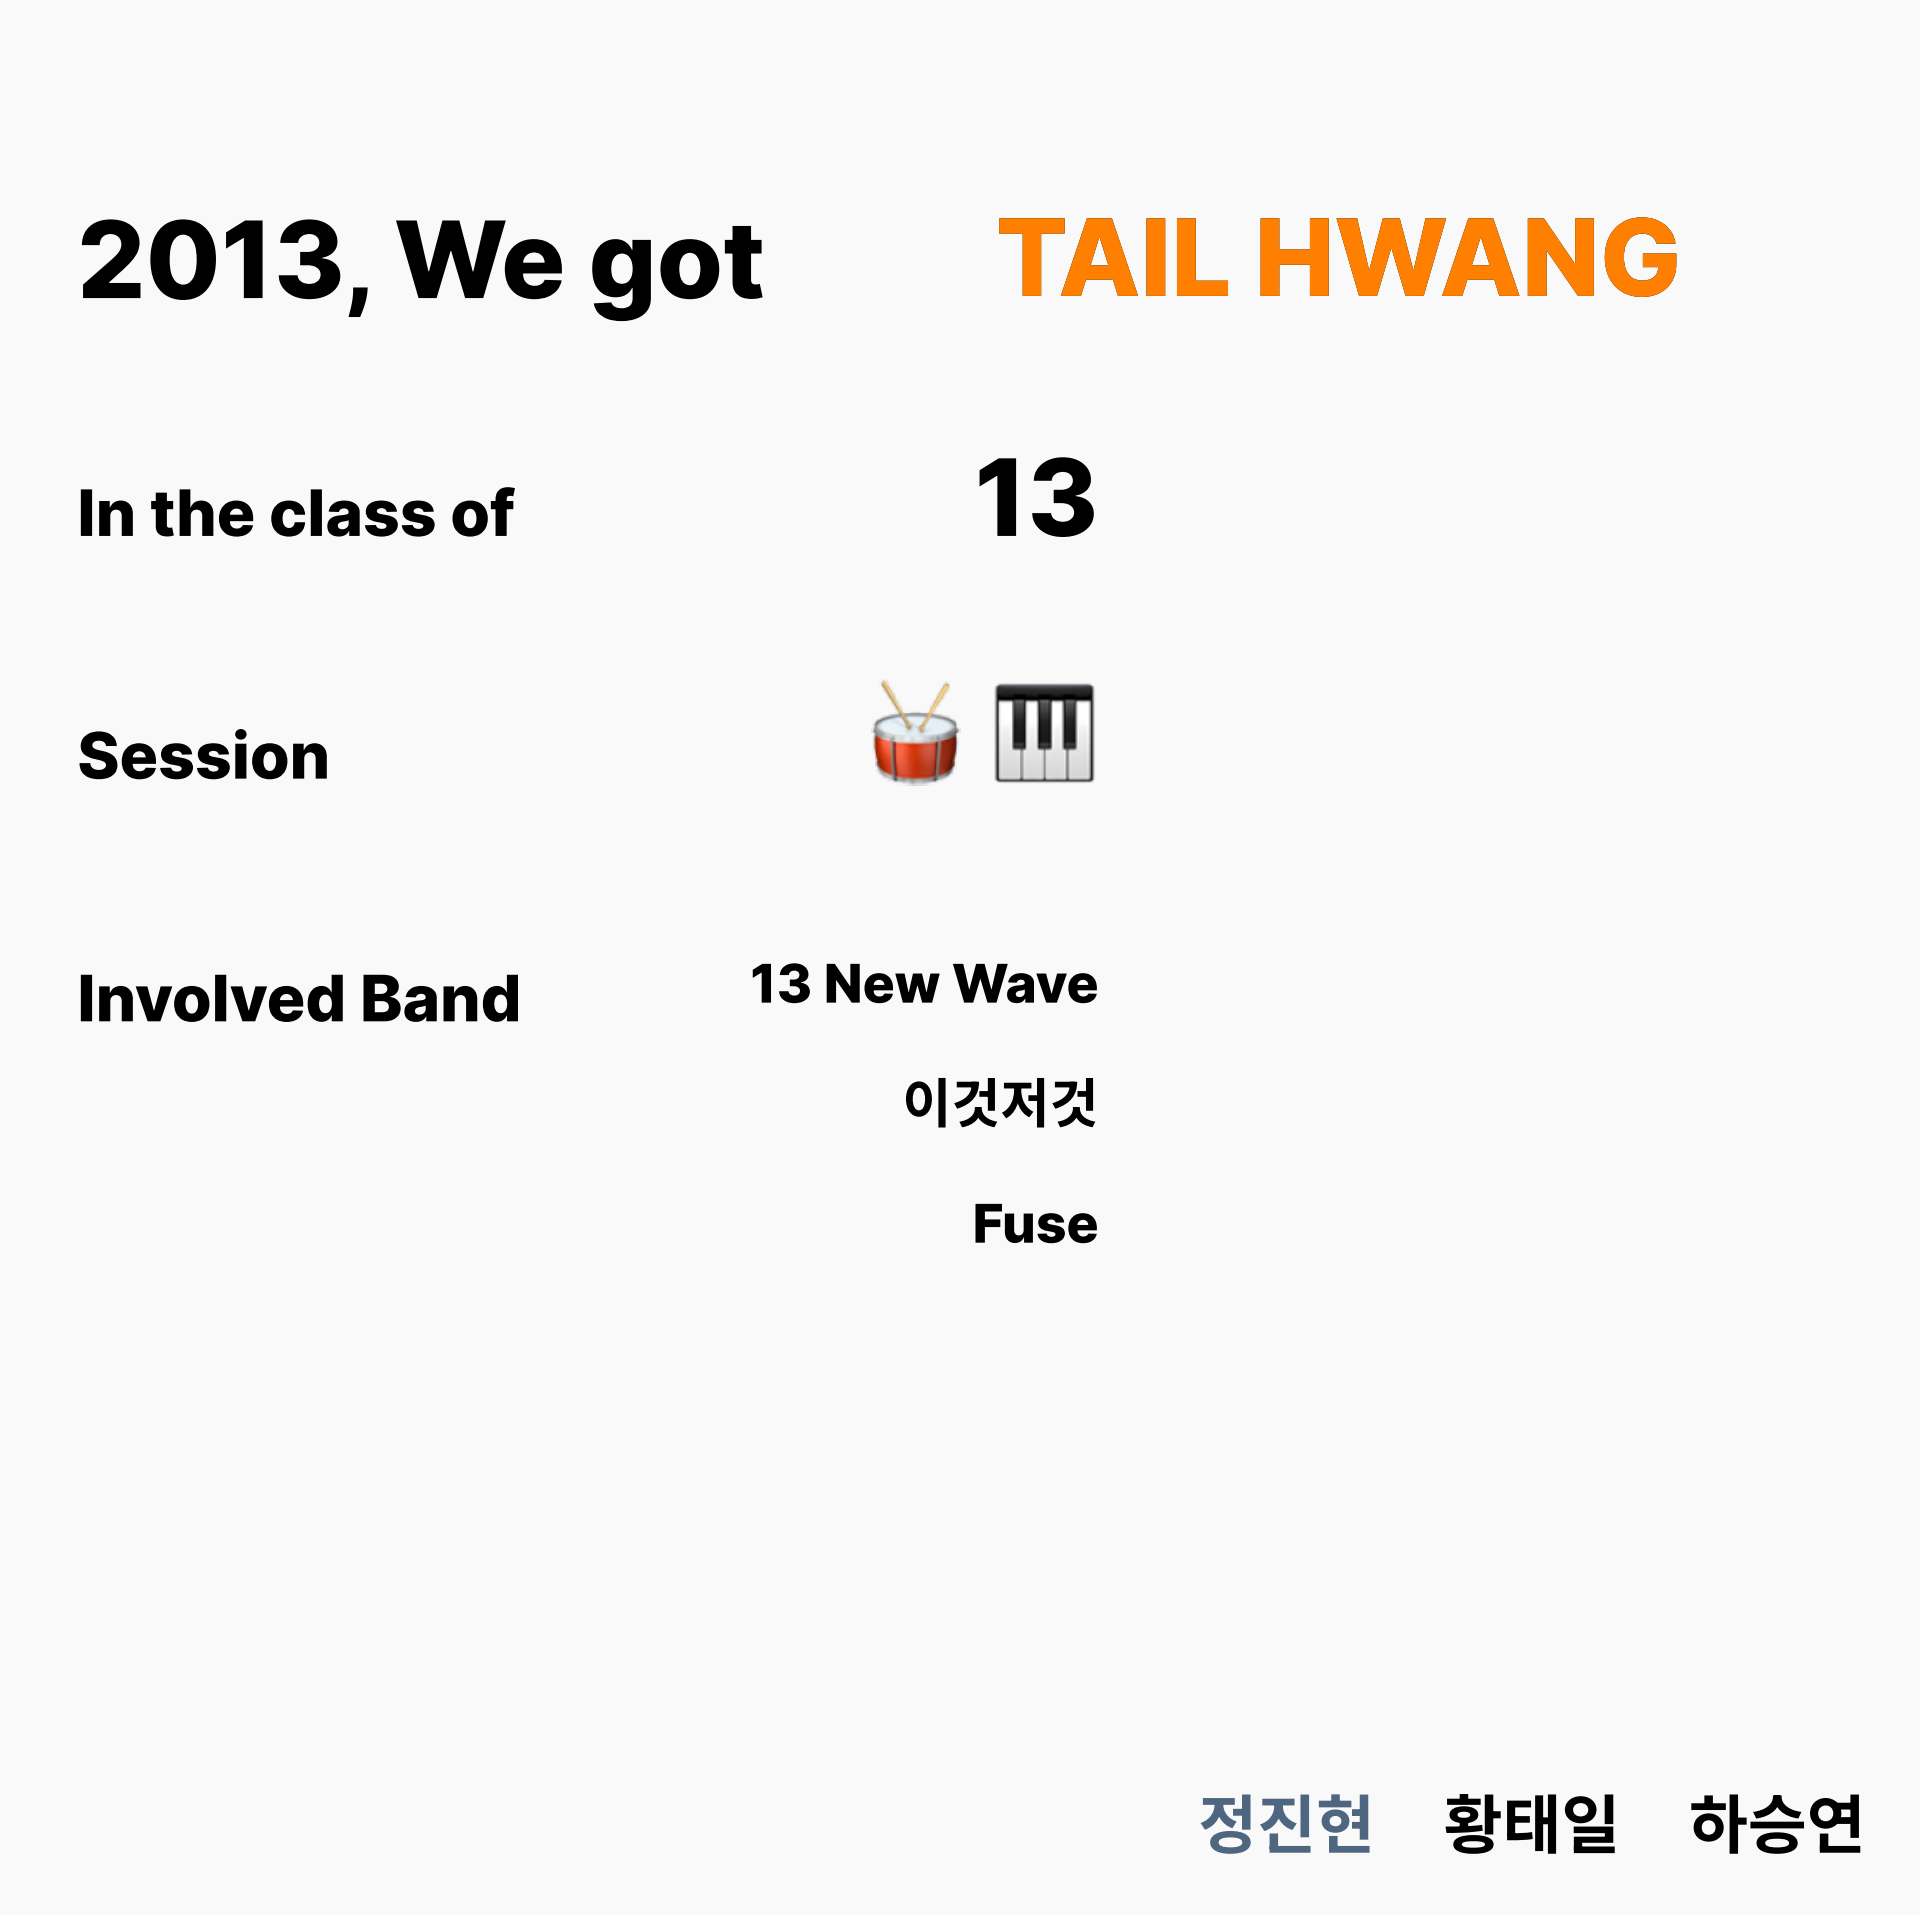 2013, We got TAIL HWANG
In the class of 13
Session
Involved Band 13 New Wave
이것저것
Fuse
정진현 황태일 하승연